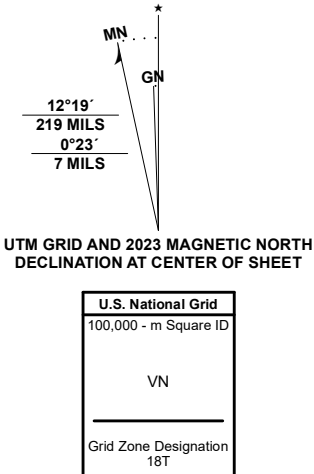 ★
MN
GN
12°19´
219 MILS
0°23´
7 MILS
UTM GRID AND 2023 MAGNETIC NORTH
DECLINATION AT CENTER OF SHEET
U.S. National Grid
100,000 - m Square ID
VN
Grid Zone Designation
18T